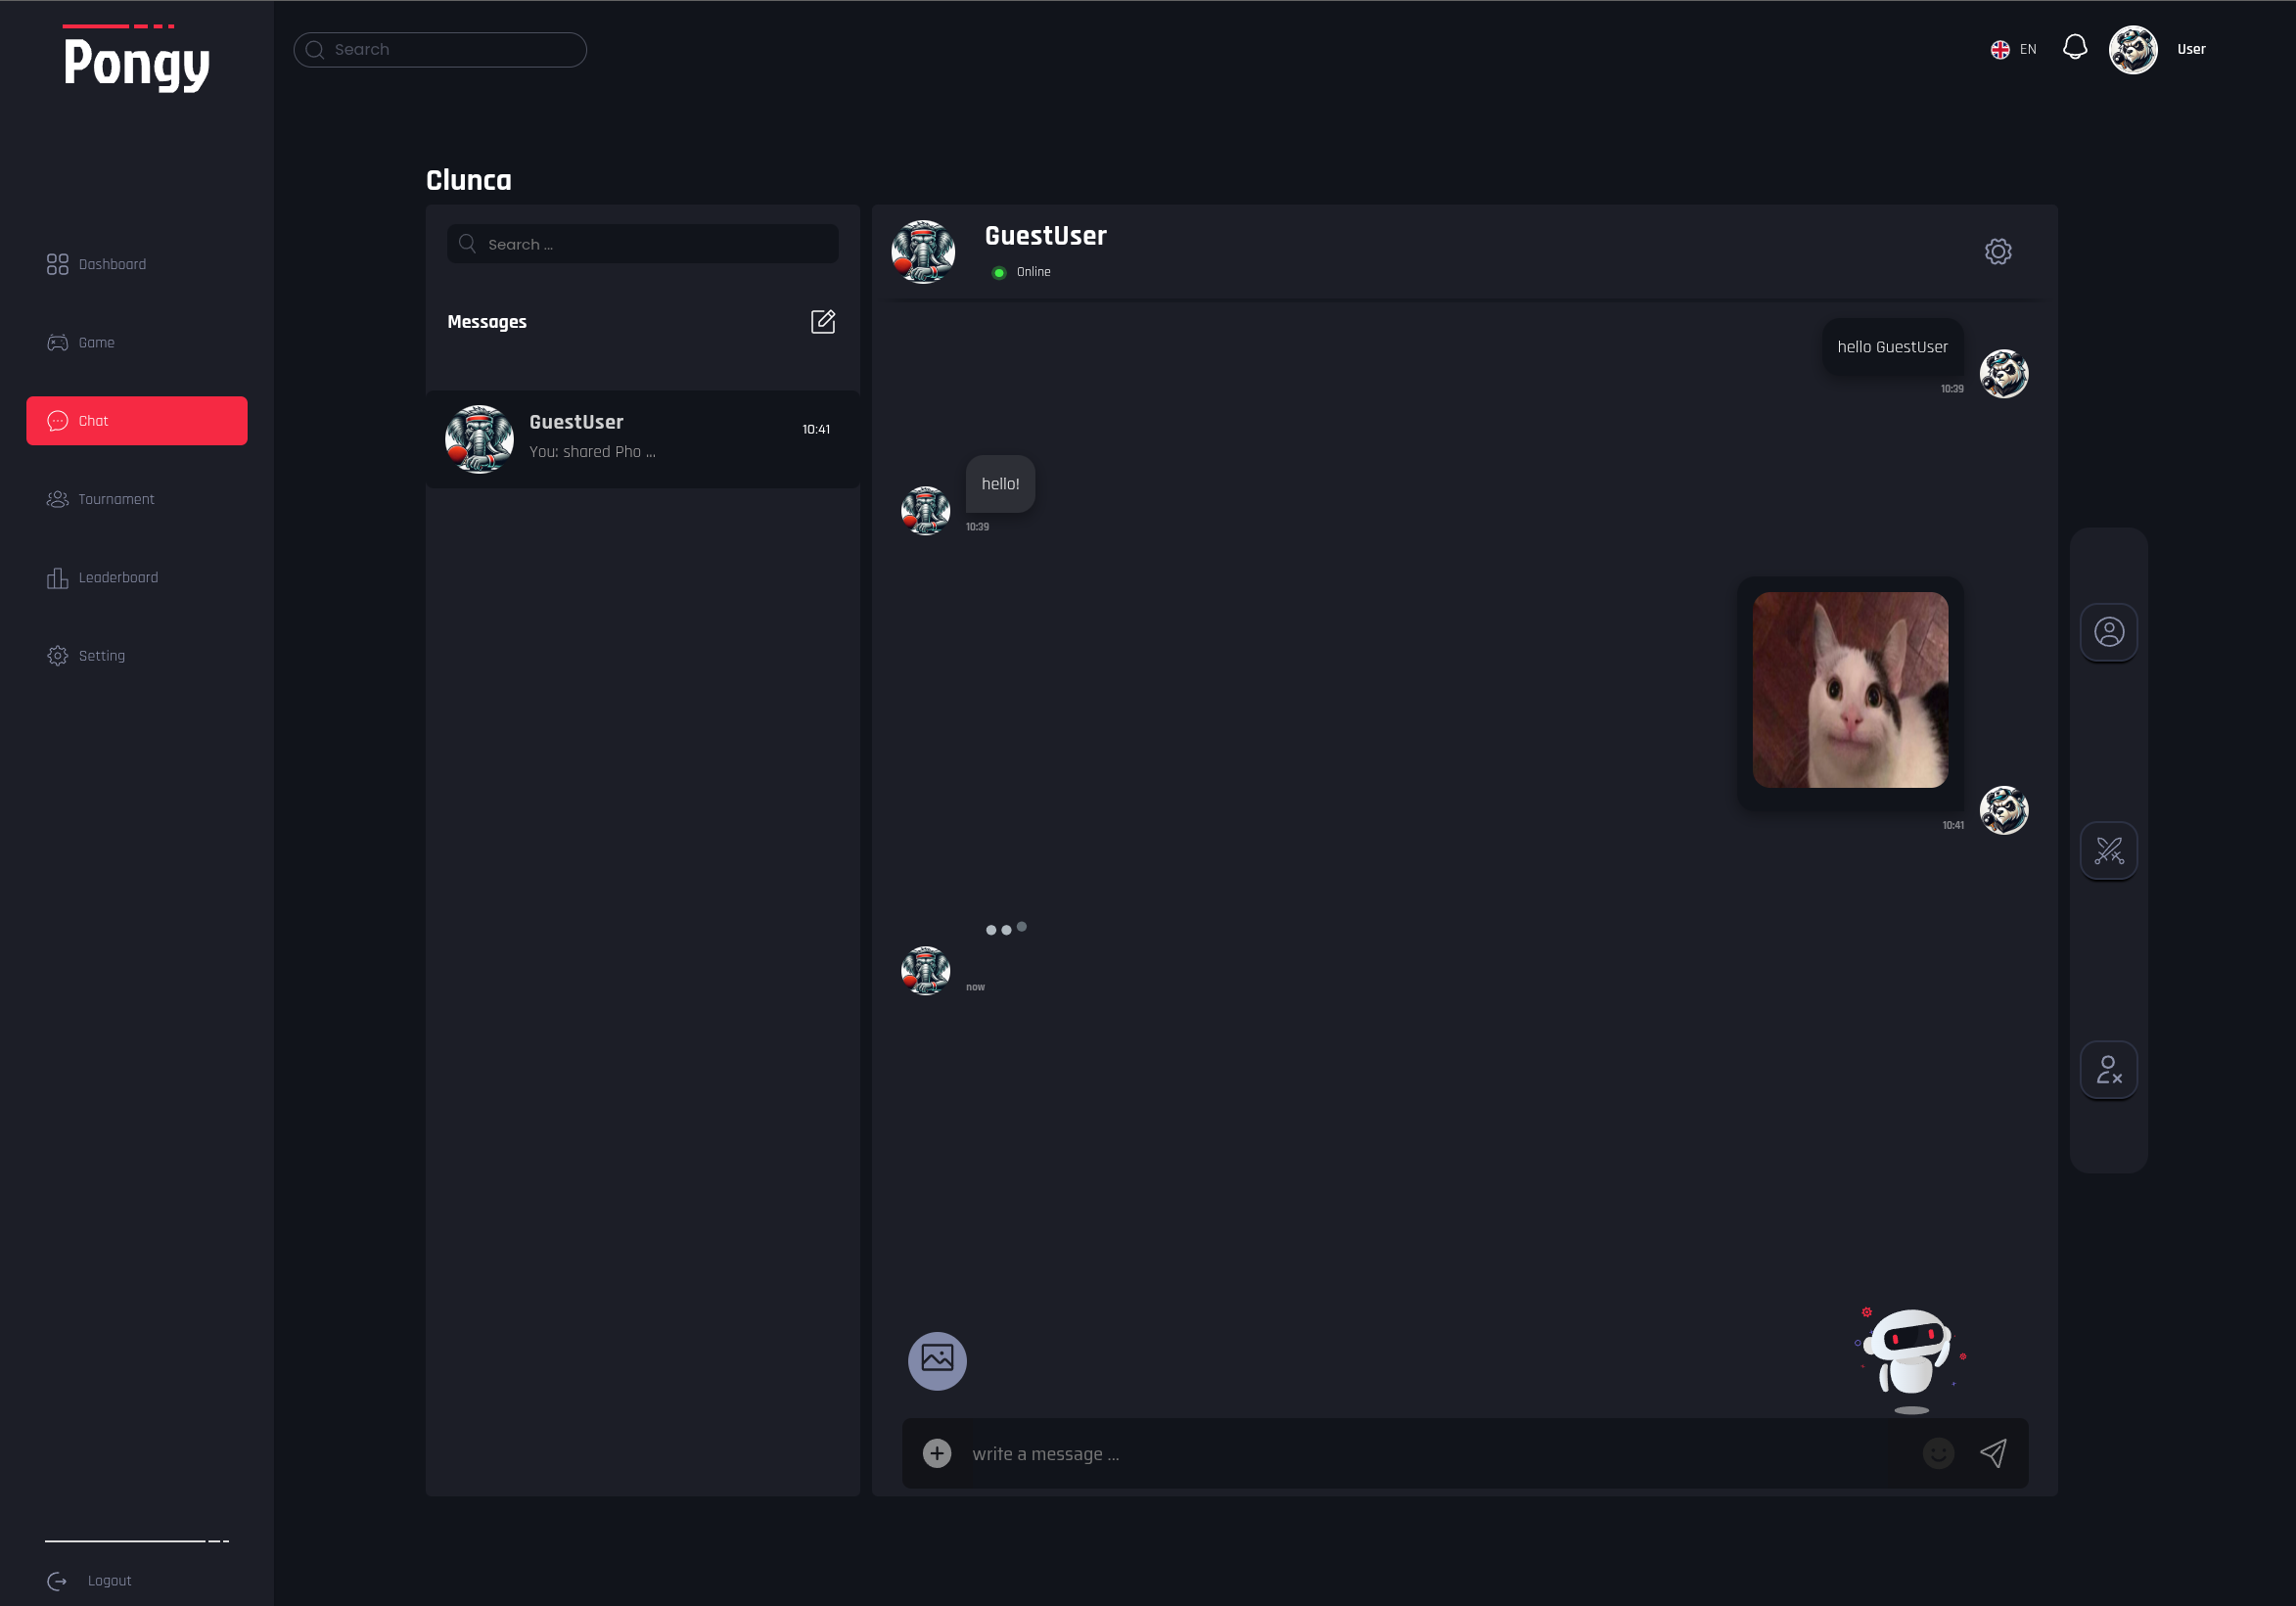 Pongy
Search
EN
User
Dashboard
Game
Chat
Tournament
Leaderboard
Setting
Logout
Clunca
Search ...
Messages
GuestUser
10:41
You: shared Pho ...
GuestUser
Online
hello GuestUser
10:39
hello!
10:39
10:41
now
write a message ...